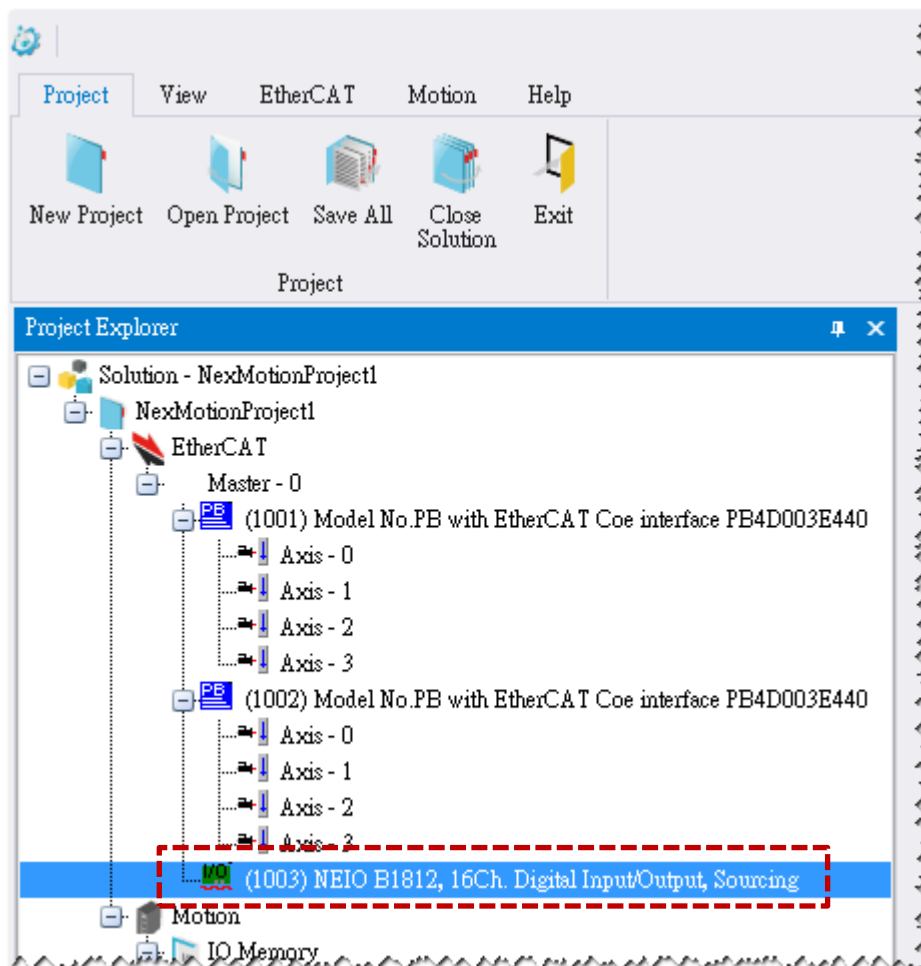 Project View EtherCAT Motion Help
New Project Open Project Save All Close Solution Exit
Project
Project Explorer
Solution - NexMotionProject1
NexMotionProject1
EtherCAT
Master - 0
PB (1001) Model No.PB with EtherCAT Coe interface PB4D003E440
Axis - 0
Axis - 1
Axis - 2
Axis - 3
PB (1002) Model No.PB with EtherCAT Coe interface PB4D003E440
Axis - 0
Axis - 1
Axis - 2
Axis - 3
I/O (1003) NEIO B1812, 16Ch. Digital Input/Output, Sourcing
Motion
IO Memory